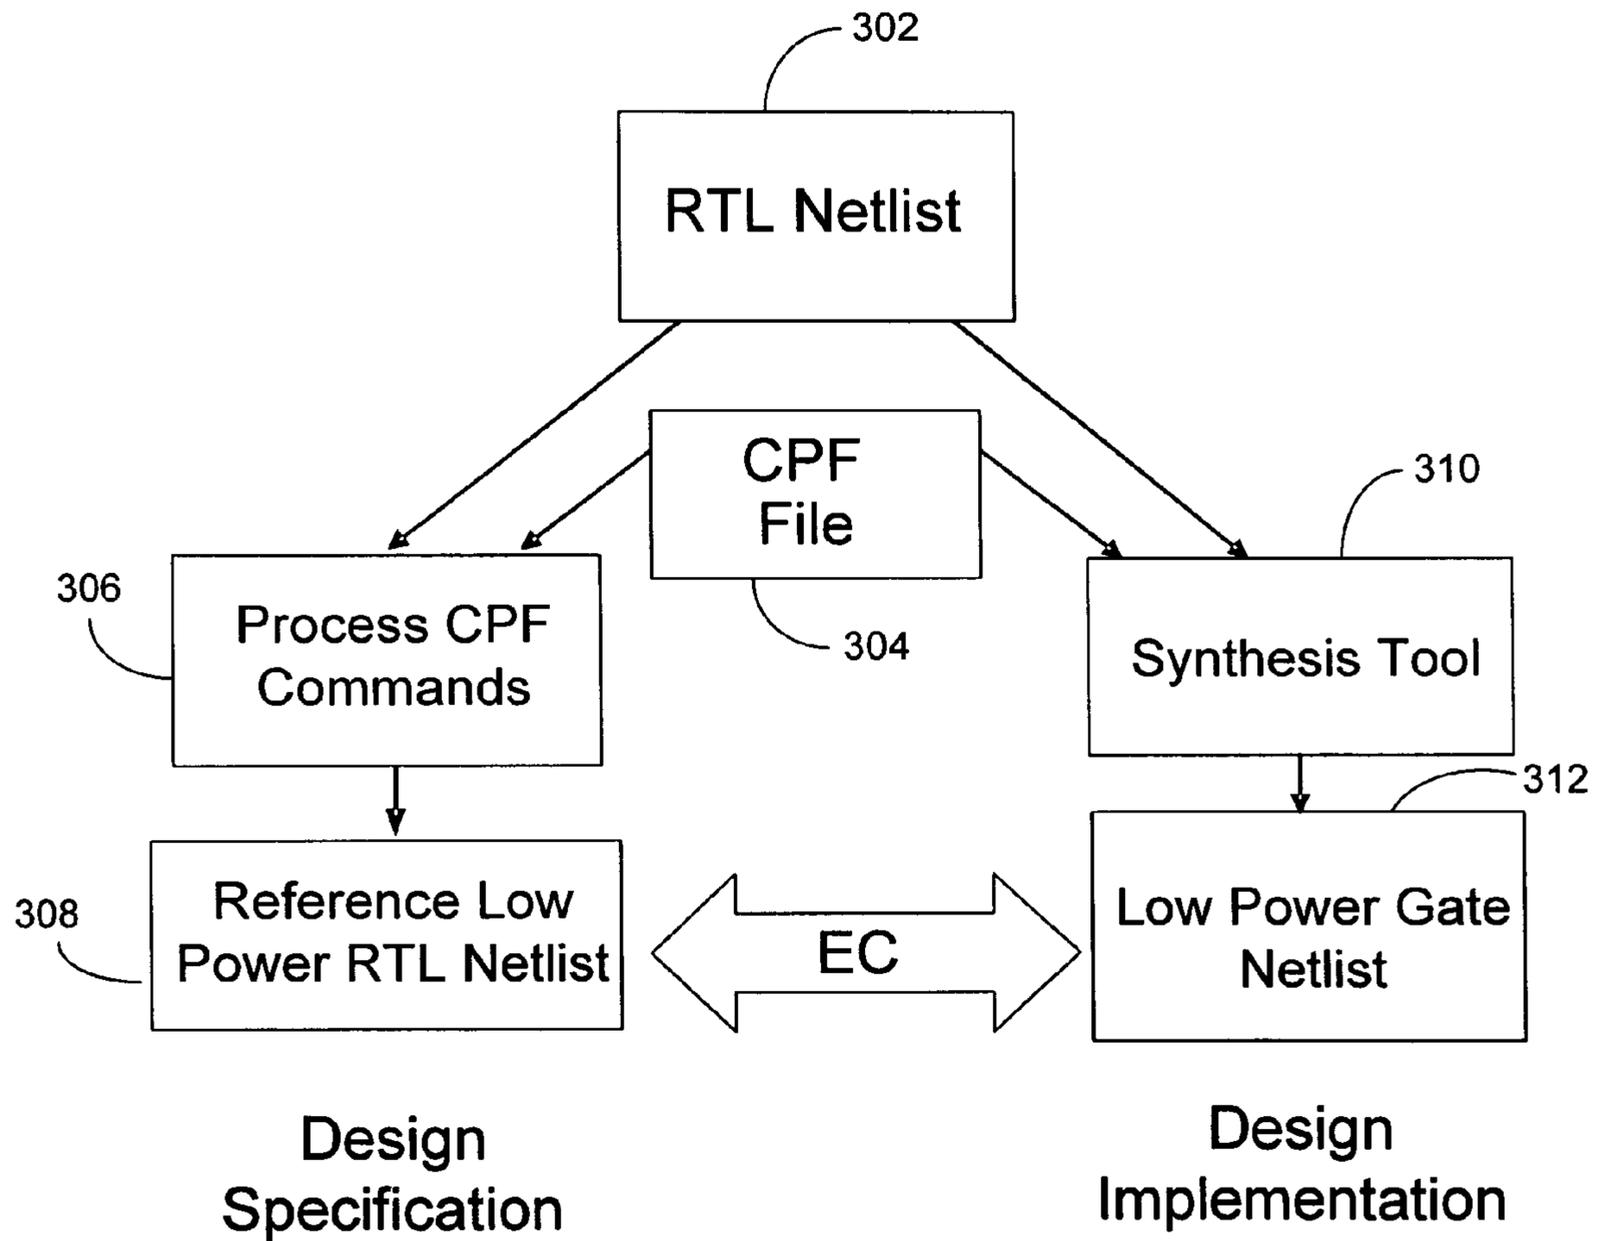 302
RTL Netlist
CPF
File
304
310
306
Process CPF
Commands
Synthesis Tool
312
308
Reference Low
Power RTL Netlist
EC
Low Power Gate
Netlist
Design
Specification
Design
Implementation